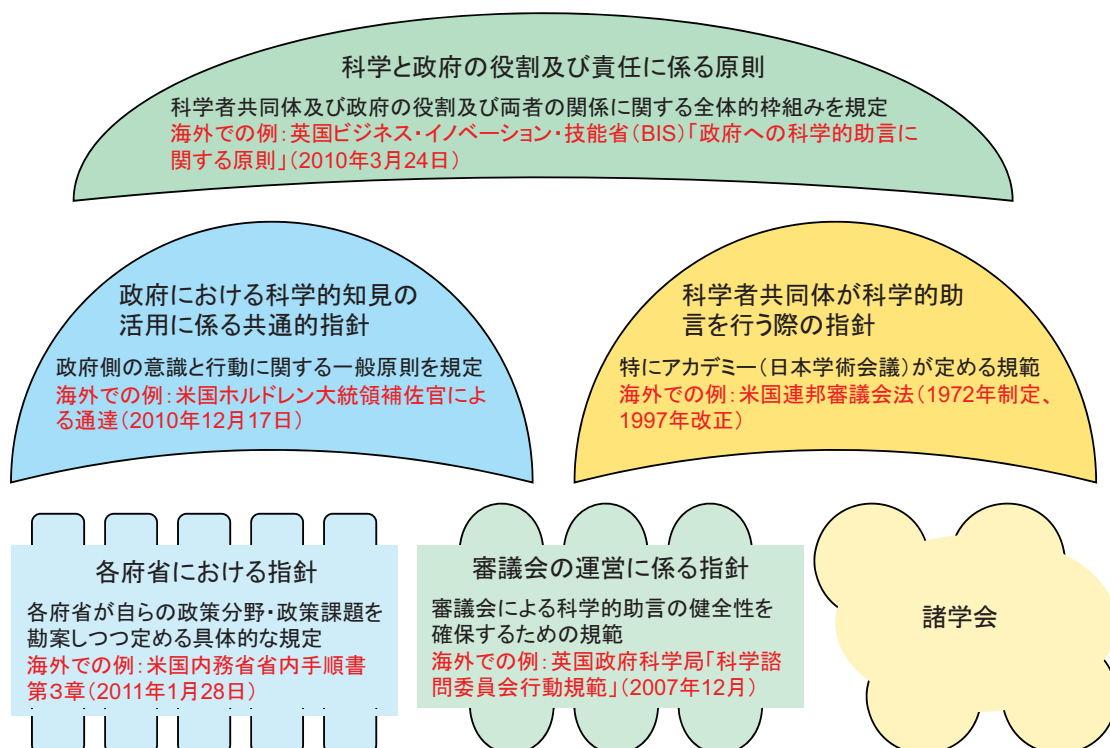 科学と政府の役割及び責任に係る原則
科学者共同体及び政府の役割及び両者の関係に関する全体的枠組みを規定
海外での例：英国ビジネス・イノベーション・技能省（BIS）「政府への科学的助言に
関する原則」（2010年3月24日）
政府における科学的知見の
活用に係る共通的指針
政府側の意識と行動に関する一般原則を規定
海外での例：米国ホルドレン大統領補佐官によ
る通達（2010年12月17日）
科学者共同体が科学的助
言を行う際の指針
特にアカデミー（日本学術会議）が定める規範
海外での例：米国連邦審議会法（1972年制定、
1997年改正）
各府省における指針
各府省が自らの政策分野・政策課題を
勘案しつつ定める具体的な規定
海外での例：米国内務省省内手順書
第３章（2011年1月28日）
審議会の運営に係る指針
審議会による科学的助言の健全性を
確保するための規範
海外での例：英国政府科学局「科学諮
問委員会行動規範」（2007年12月）
諸学会